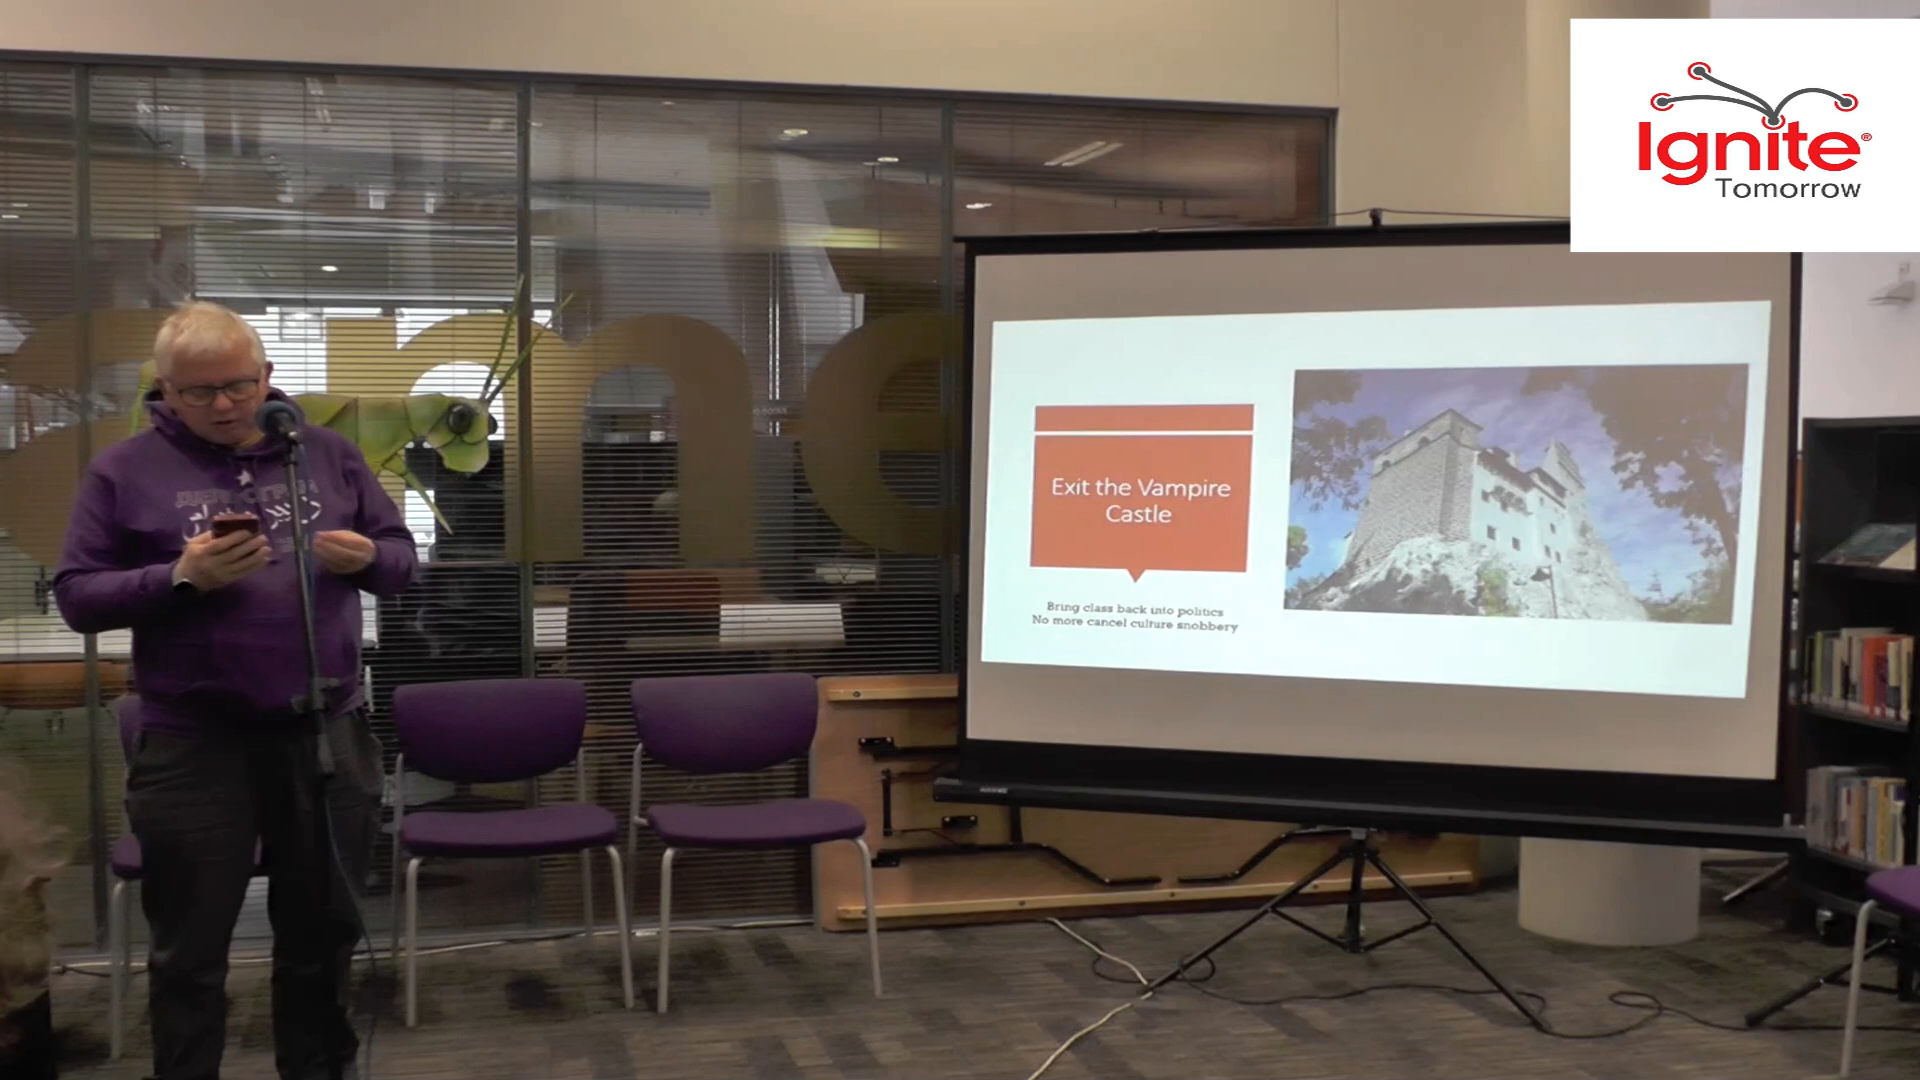 Ignite®
Tomorrow
Exit the Vampire
Castle
Bring class back into politics
No more cancel culture snobbery